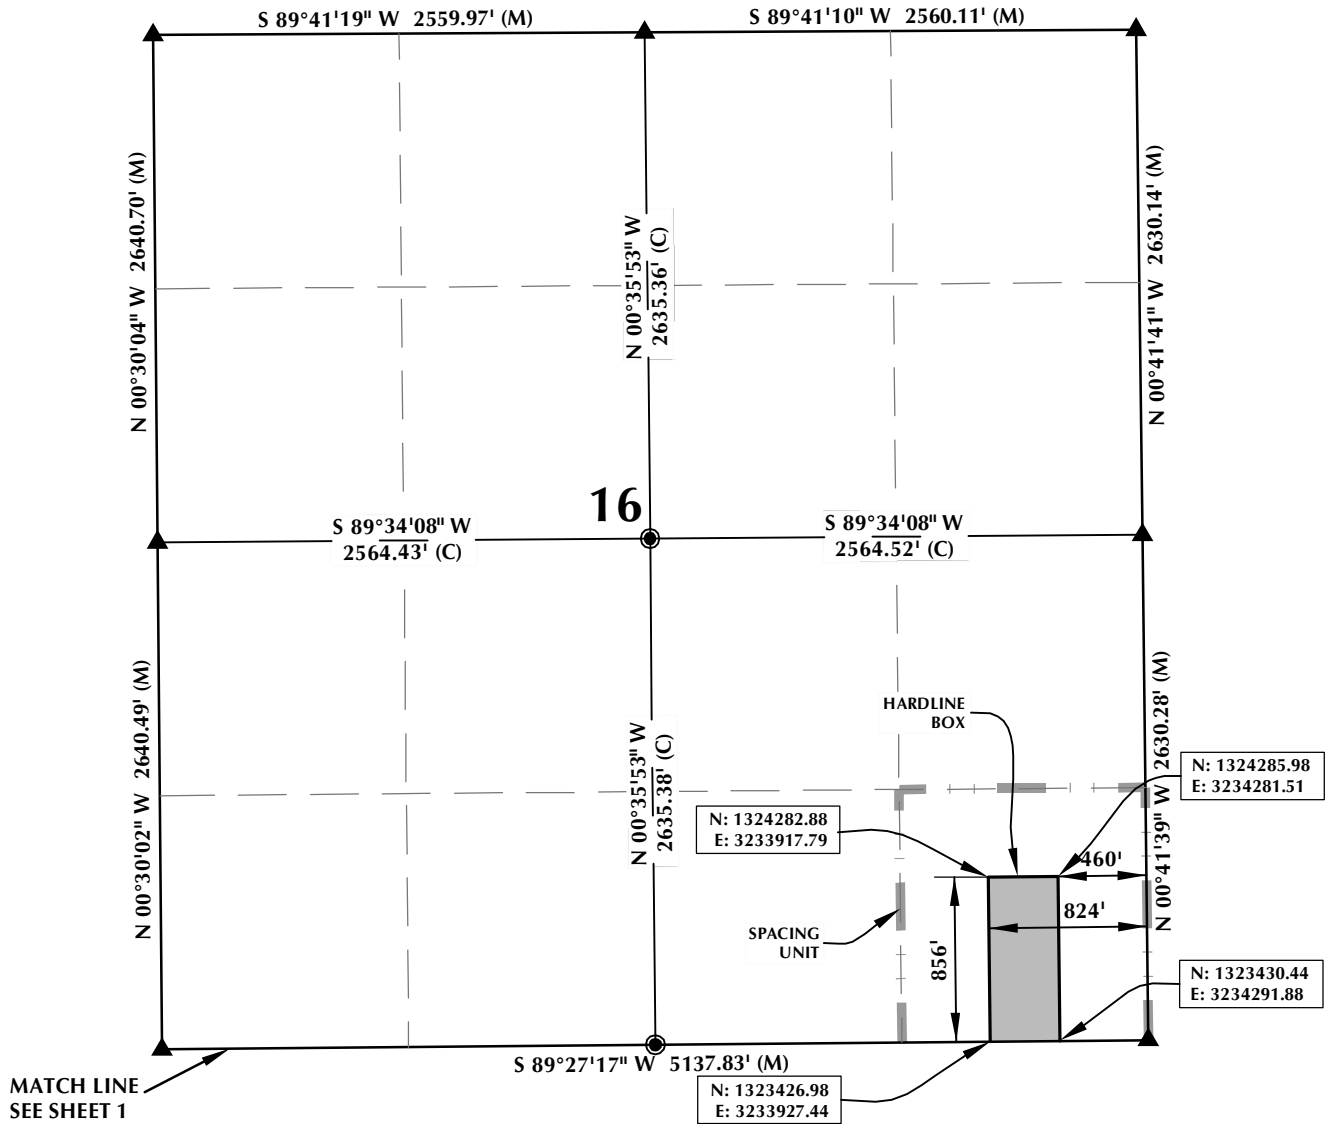 S 89°41'19" W 2559.97' (M)
S 89°41'10" W 2560.11' (M)
N 00°30'04" W 2640.70' (M)
N 00°35'53" W
2635.36' (C)
N 00°41'41" W 2630.14' (M)
16
S 89°34'08" W
2564.43' (C)
S 89°34'08" W
2564.52' (C)
N 00°30'02" W 2640.49' (M)
N 00°35'53" W
2635.38' (C)
N 00°41'39" W 2630.28' (M)
HARDLINE
BOX
N: 1324285.98
E: 3234281.51
N: 1324282.88
E: 3233917.79
460'
824'
856'
SPACING
UNIT
N: 1323430.44
E: 3234291.88
S 89°27'17" W 5137.83' (M)
N: 1323426.98
E: 3233927.44
MATCH LINE
SEE SHEET 1